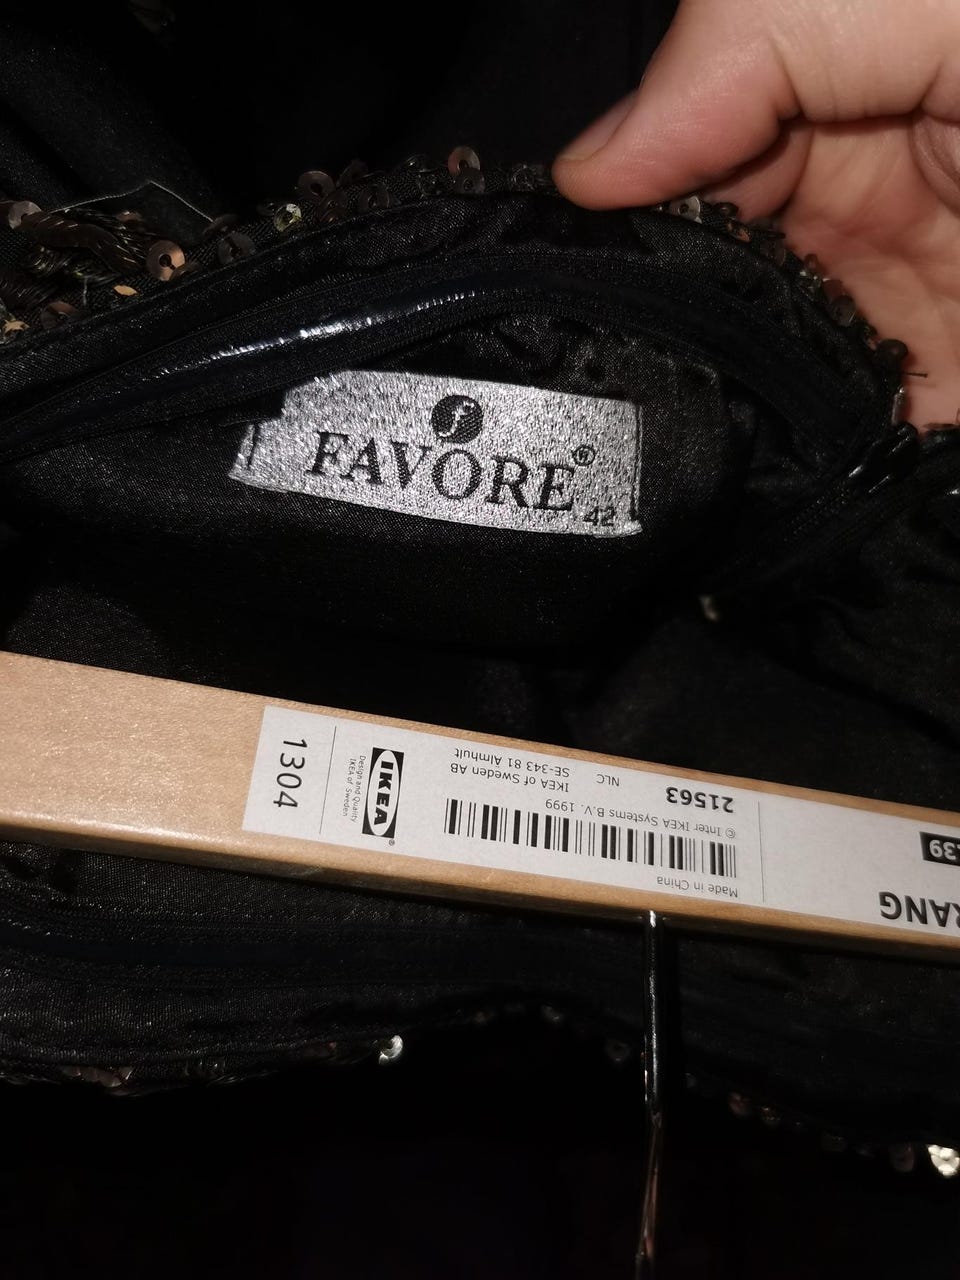 f
FAVORE®
42
1304
IKEA®
Design and Quality
IKEA of Sweden
Made in China
© Inter IKEA Systems B.V. 1999
21563
NLC
IKEA of Sweden AB
SE-343 81 Älmhult